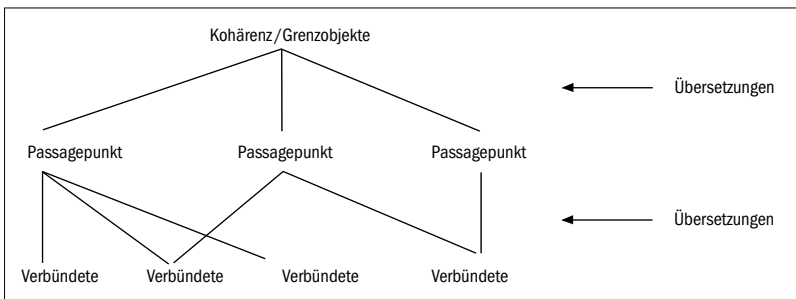 Kohärenz/Grenzobjekte
Übersetzungen
Passagepunkt Passagepunkt Passagepunkt
Übersetzungen
Verbündete Verbündete Verbündete Verbündete